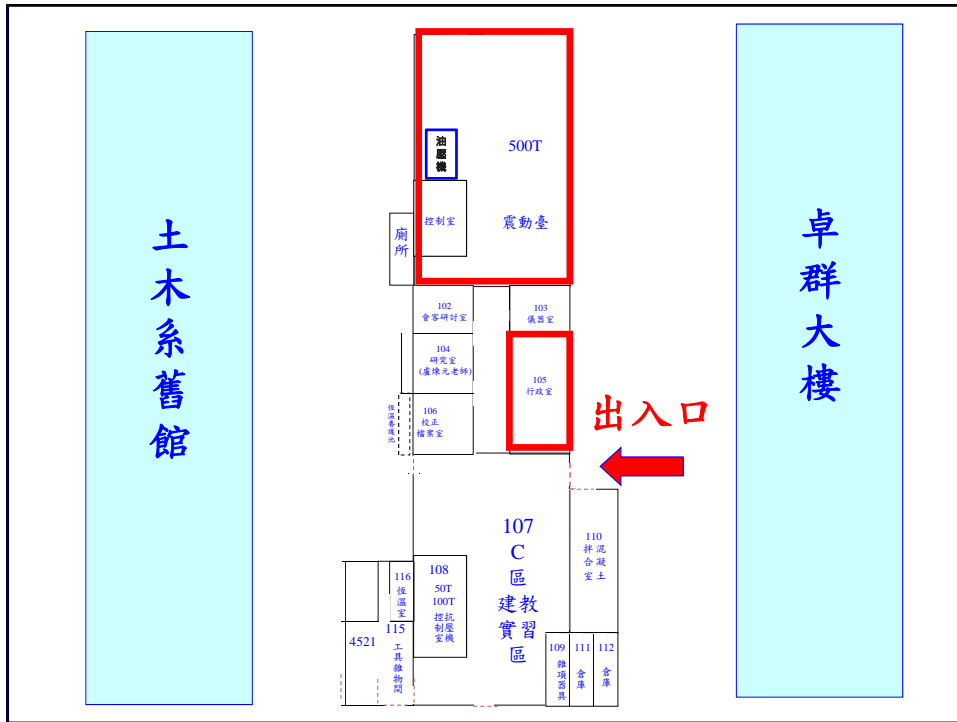 土木系舊館
油壓機
500T
控制室
震動臺
廁所
卓群大樓
102
會客研討室
103
儀器室
104
研究室
(盧煉元老師)
105
行政室
恆溫養護池
106
校正
檔案室
出入口
107
C
區
建教
實習
區
110
混凝土
拌合室
116
恆溫室
108
50T
100T
抗壓機
控制室
4521
115
工具雜物間
109
雜項器具
111
倉庫
112
倉庫